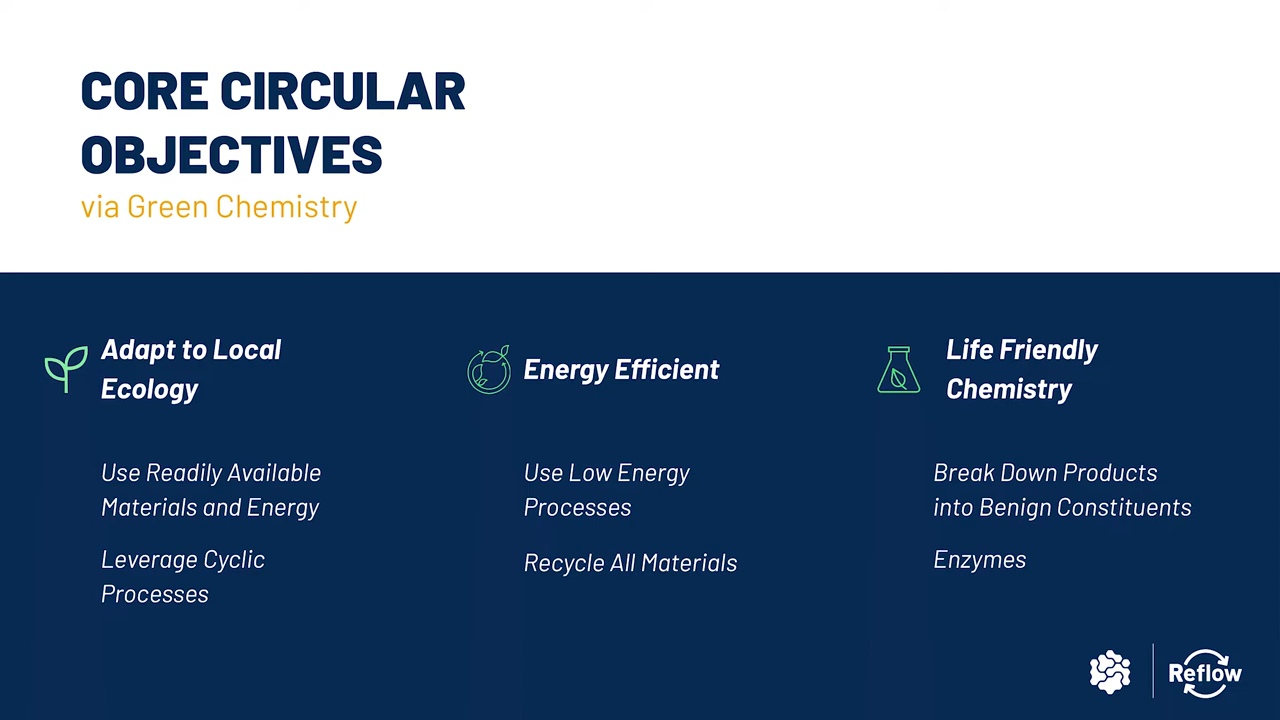 CORE CIRCULAR
OBJECTIVES
via Green Chemistry
Adapt to Local
Ecology
Use Readily Available
Materials and Energy
Leverage Cyclic
Processes
Energy Efficient
Use Low Energy
Processes
Recycle All Materials
Life Friendly
Chemistry
Break Down Products
into Benign Constituents
Enzymes
Reflow